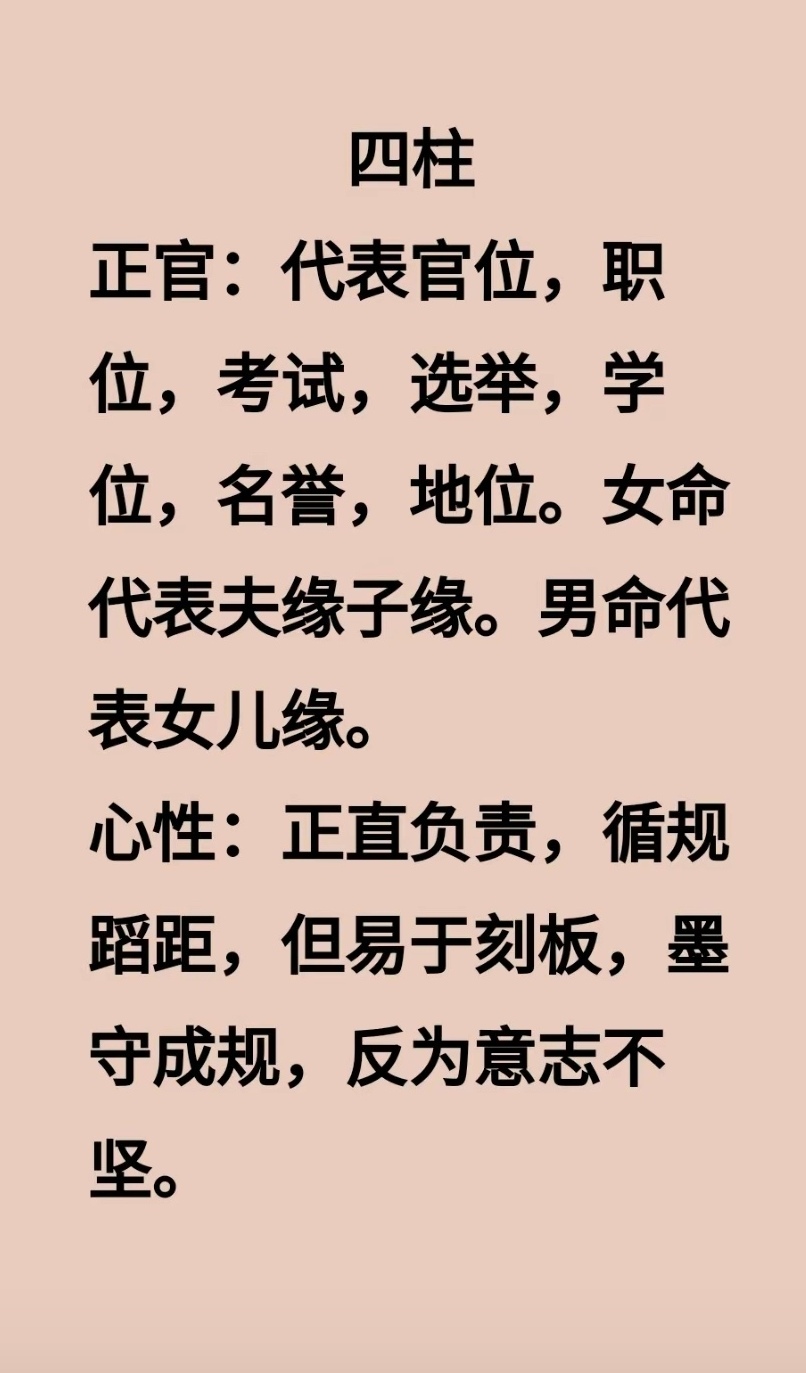 四柱
正官：代表官位，职
位，考试，选举，学
位，名誉，地位。女命
代表夫缘子缘。男命代
表女儿缘。
心性：正直负责，循规
蹈距，但易于刻板，墨
守成规，反为意志不
坚。